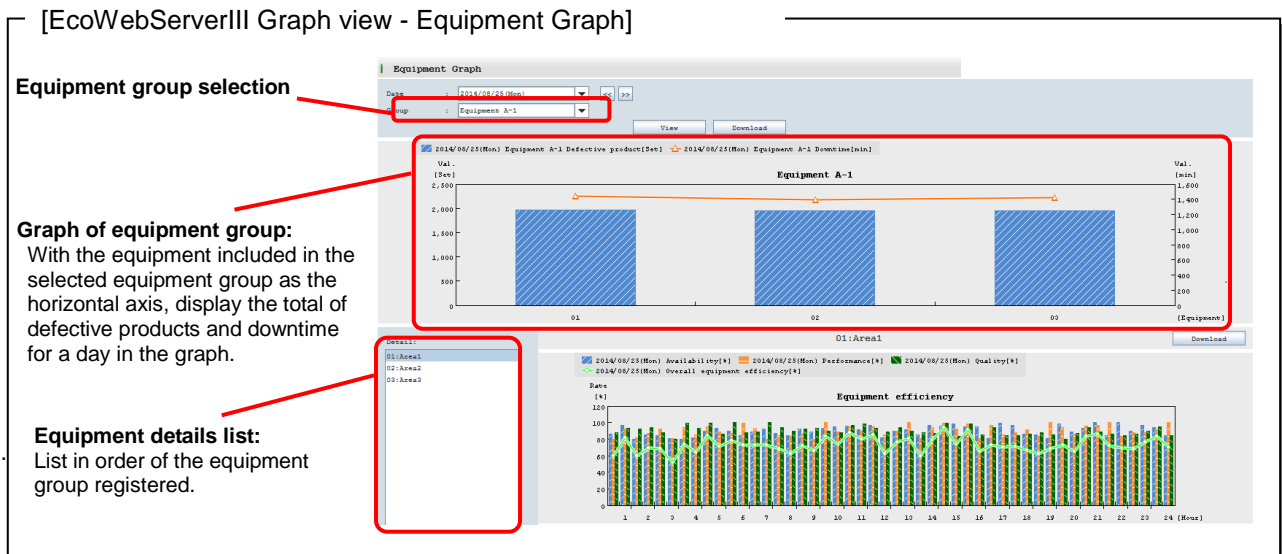 [EcoWebServerIII Graph view - Equipment Graph]
Equipment group selection
Graph of equipment group:
With the equipment included in the
selected equipment group as the
horizontal axis, display the total of
defective products and downtime
for a day in the graph.
Equipment details list:
List in order of the equipment
group registered.
Equipment Graph
Date : 2014/08/25(Mon) << >>
Group : Equipment A-1
View Download
2014/08/25(Mon) Equipment A-1 Defective product[Set] 2014/08/25(Mon) Equipment A-1 Downtime[min]
Val. Val.
[Set] Equipment A-1 [min]
2,500 1,600
1,400
2,000 1,200
1,500 1,000
800
1,000 600
400
500 200
0 0
01 02 03 [Equipment]
Detail: 01:Area1 Download
01:Area1
02:Area2
03:Area3
2014/08/25(Mon) Availability[%] 2014/08/25(Mon) Performance[%] 2014/08/25(Mon) Quality[%]
2014/08/25(Mon) Overall equipment efficiency[%]
Rate
[%] Equipment efficiency
120
100
80
60
40
20
0
1 2 3 4 5 6 7 8 9 10 11 12 13 14 15 16 17 18 19 20 21 22 23 24 [Hour]